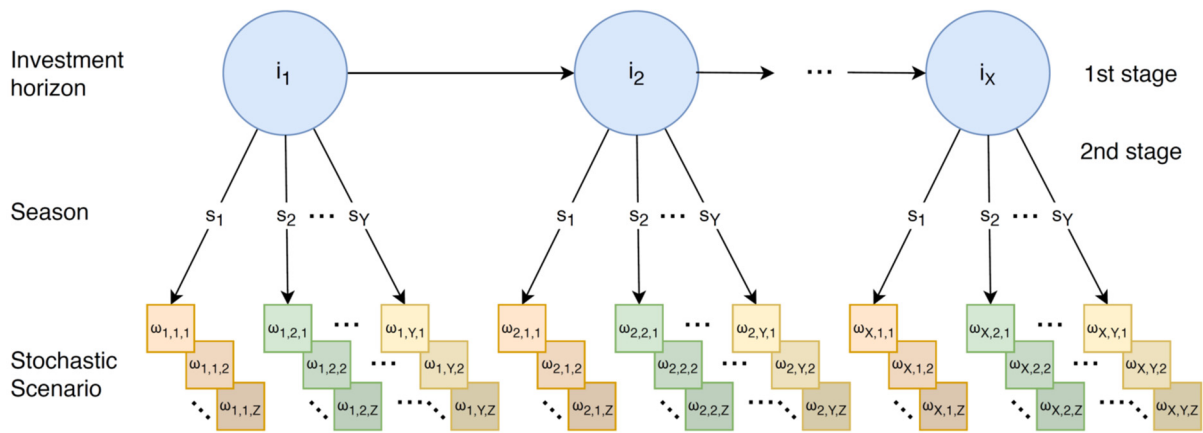 Investment
horizon
i1
i2
...
iX
1st stage
2nd stage
Season
s1
s2
...
sY
s1
s2
...
sY
s1
s2
...
sY
Stochastic
Scenario
ω1,1,1
ω1,2,1
...
ω1,Y,1
ω2,1,1
ω2,2,1
...
ω2,Y,1
ωX,1,1
ωX,2,1
...
ωX,Y,1
ω1,1,2
ω1,2,2
...
ω1,Y,2
ω2,1,2
ω2,2,2
...
ω2,Y,2
ωX,1,2
ωX,2,2
...
ωX,Y,2
ω1,1,Z
ω1,2,Z
ω1,Y,Z
ω2,1,Z
ω2,2,Z
ω2,Y,Z
ωX,1,Z
ωX,2,Z
ωX,Y,Z